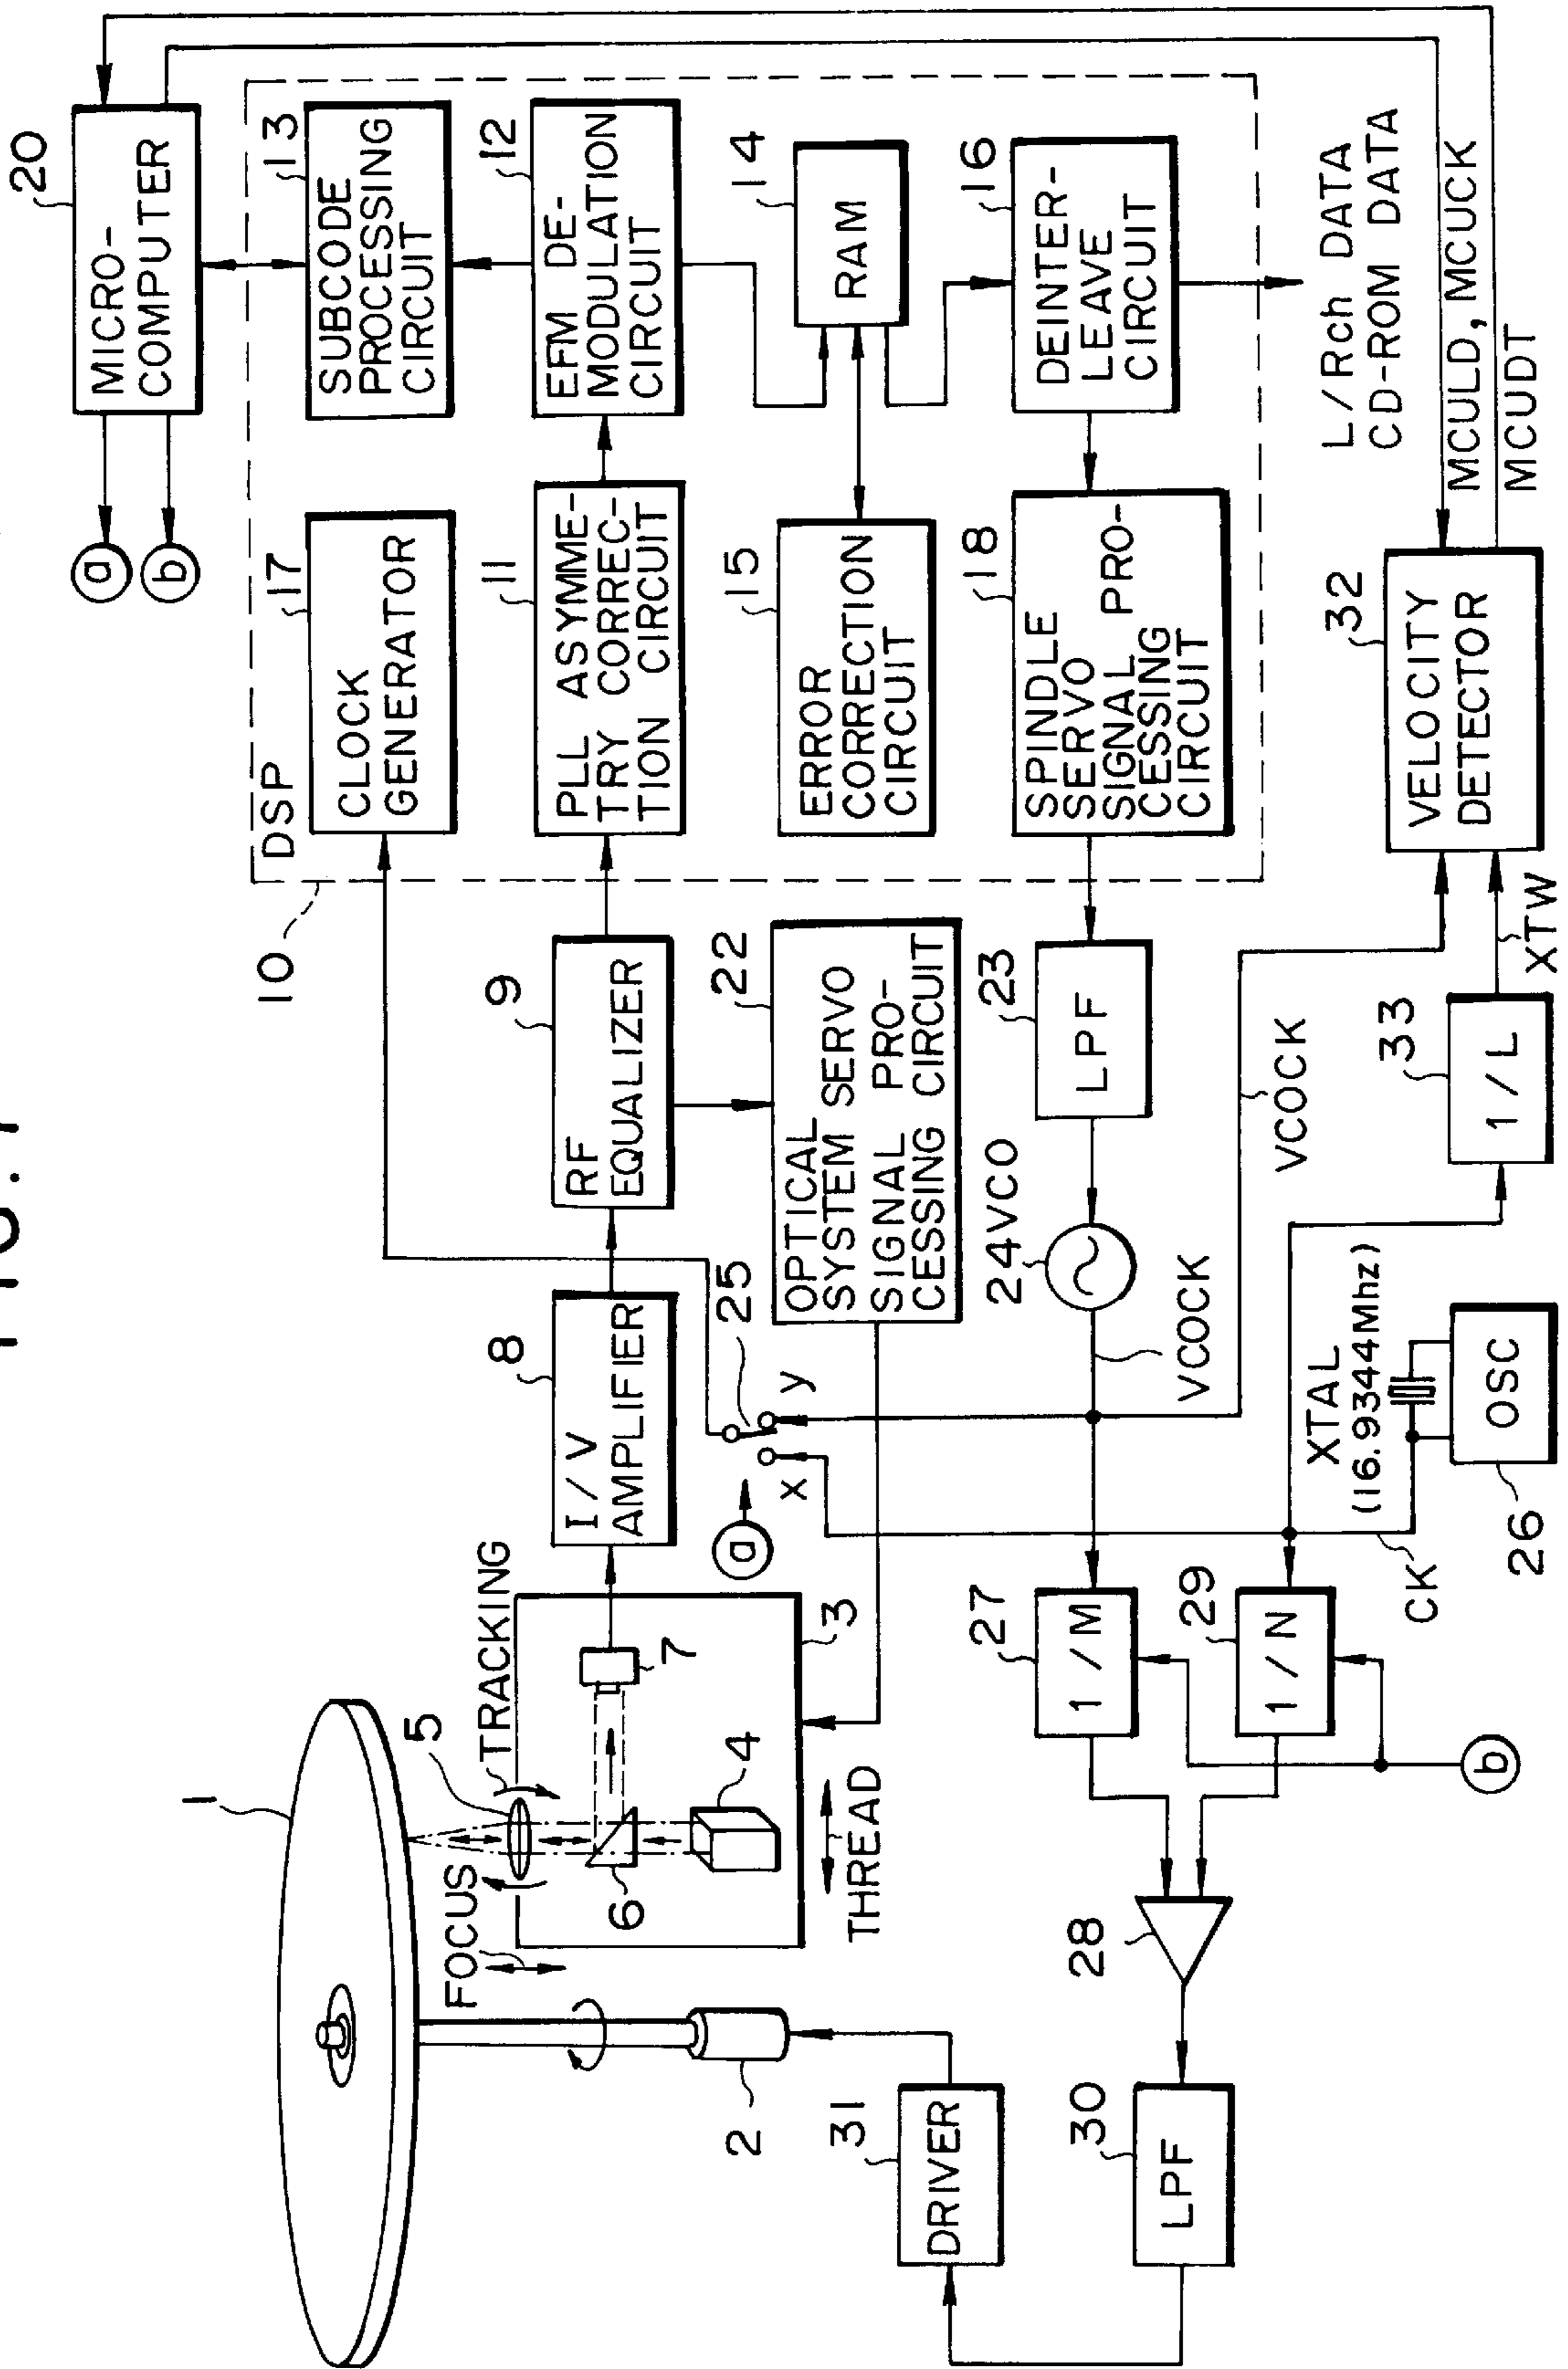 FIG. 1
20
MICRO-
COMPUTER
a
b
10
DSP
17
CLOCK
GENERATOR
13
SUBCODE
PROCESSING
CIRCUIT
11
PLL ASYMME-
TRY CORREC-
TION CIRCUIT
12
EFM DE-
MODULATION
CIRCUIT
14
RAM
15
ERROR
CORRECTION
CIRCUIT
16
DEINTER-
LEAVE
CIRCUIT
18
SPINDLE
SERVO
SIGNAL PRO-
CESSING
CIRCUIT
L/Rch DATA
CD-ROM DATA
MCULD, MCUCK
MCUDT
32
VELOCITY
DETECTOR
XTW
33
1/L
VCOCK
9
RF
EQUALIZER
8
I/V
AMPLIFIER
22
OPTICAL
SYSTEM SERVO
SIGNAL PRO-
CESSING CIRCUIT
23
LPF
24VCO
VCOCK
25
x
y
a
XTAL
(16.9344Mhz)
OSC
26
CK
27
1/M
29
1/N
b
28
30
LPF
31
DRIVER
1
2
FOCUS
TRACKING
THREAD
3
4
5
6
7